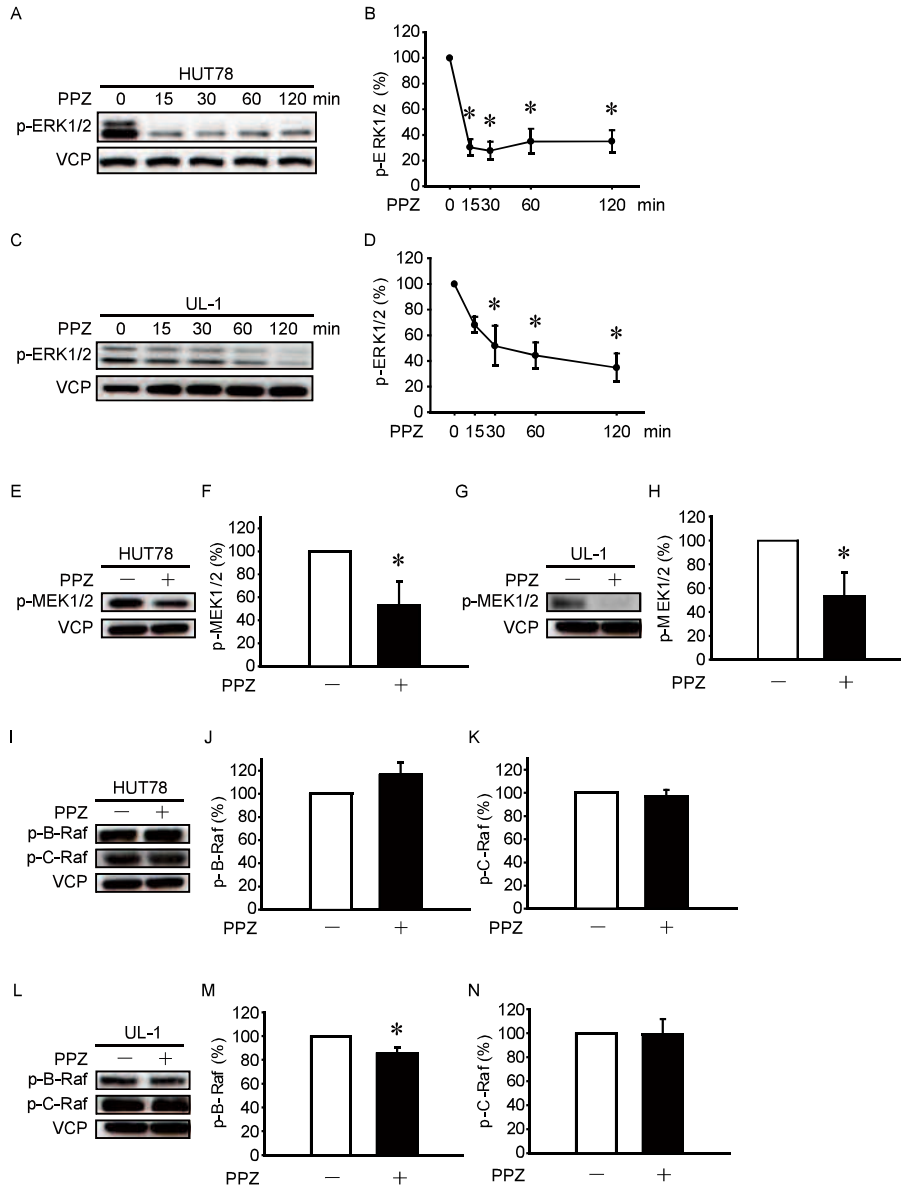 A
HUT78
PPZ 0 15 30 60 120 min
p-ERK1/2
VCP
B
p-ERK1/2 (%)
120
100
80
60
40
20
0
* * * *
PPZ 0 15 30 60 120 min
C
UL-1
PPZ 0 15 30 60 120 min
p-ERK1/2
VCP
D
p-ERK1/2 (%)
120
100
80
60
40
20
0
* * *
PPZ 0 15 30 60 120 min
E
HUT78
PPZ − +
p-MEK1/2
VCP
F
p-MEK1/2 (%)
120
100
80
60
40
20
0
*
PPZ − +
G
UL-1
PPZ − +
p-MEK1/2
VCP
H
p-MEK1/2 (%)
120
100
80
60
40
20
0
*
PPZ − +
I
HUT78
PPZ − +
p-B-Raf
p-C-Raf
VCP
J
p-B-Raf (%)
120
100
80
60
40
20
0
PPZ − +
K
p-C-Raf (%)
120
100
80
60
40
20
0
PPZ − +
L
UL-1
PPZ − +
p-B-Raf
p-C-Raf
VCP
M
p-B-Raf (%)
120
100
80
60
40
20
0
*
PPZ − +
N
p-C-Raf (%)
120
100
80
60
40
20
0
PPZ − +